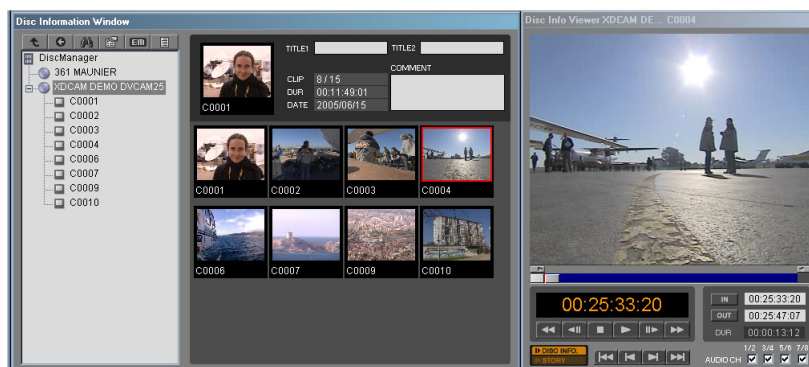 Disc Information Window
Disc Info Viewer XDCAM DE... C0004
Em
DiscManager
361 MAUNIER
XDCAM DEMO DVCAM25
C0001
C0002
C0003
C0004
C0006
C0007
C0009
C0010
C0001
TITLE1
TITLE2
COMMENT
CLIP 8 / 15
DUR 00:11:49:01
DATE 2005/06/15
C0001
C0002
C0003
C0004
C0006
C0007
C0009
C0010
00:25:33:20
IN 00:25:33:20
OUT 00:25:47:07
DUR 00:00:13:12
DISC INFO.
STORY
1/2 3/4 5/6 7/8
AUDIO CH